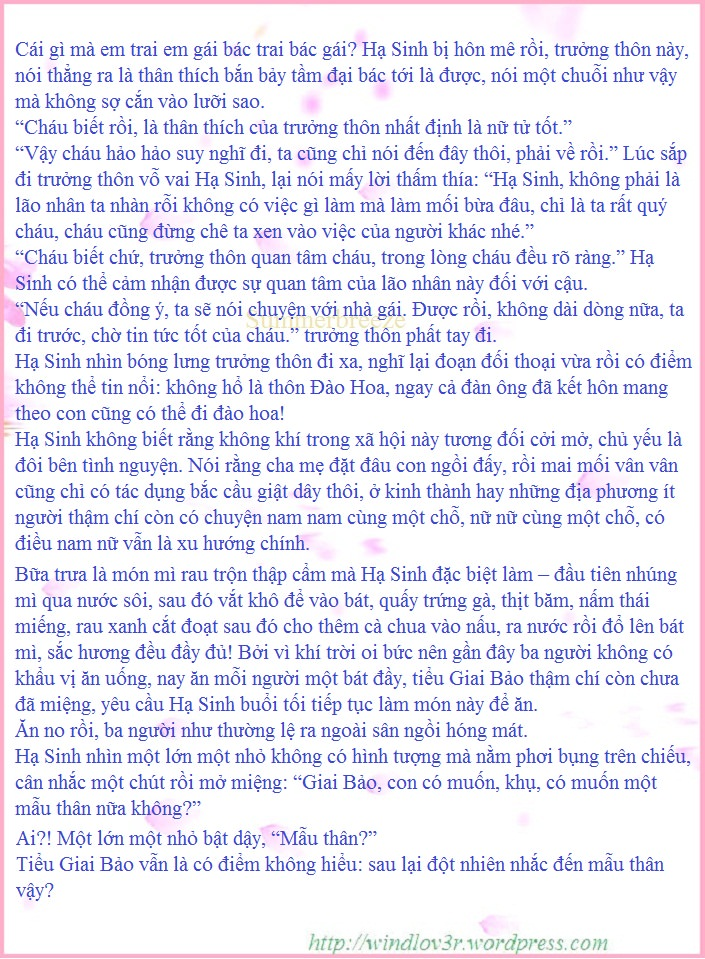 Cái gì mà em trai em gái bác trai bác gái? Hạ Sinh bị hôn mê rồi, trưởng thôn này,
nói thẳng ra là thân thích bắn bảy tầm đại bác tới là được, nói một chuỗi như vậy
mà không sợ cắn vào lưỡi sao.
“Cháu biết rồi, là thân thích của trưởng thôn nhất định là nữ tử tốt.”
“Vậy cháu hảo hảo suy nghĩ đi, ta cũng chỉ nói đến đây thôi, phải về rồi.” Lúc sắp
đi trưởng thôn vỗ vai Hạ Sinh, lại nói mấy lời thấm thía: “Hạ Sinh, không phải là
lão nhân ta nhàn rỗi không có việc gì làm mà làm mối bừa đâu, chỉ là ta rất quý
cháu, cháu cũng đừng chê ta xen vào việc của người khác nhé.”
“Cháu biết chứ, trưởng thôn quan tâm cháu, trong lòng cháu đều rõ ràng.” Hạ
Sinh có thể cảm nhận được sự quan tâm của lão nhân này đối với cậu.
“Nếu cháu đồng ý, ta sẽ nói chuyện với nhà gái. Được rồi, không dài dòng nữa, ta
đi trước, chờ tin tức tốt của cháu.” trưởng thôn phất tay đi.
Summerbreeze
Hạ Sinh nhìn bóng lưng trưởng thôn đi xa, nghĩ lại đoạn đối thoại vừa rồi có điểm
không thể tin nổi: không hổ là thôn Đào Hoa, ngay cả đàn ông đã kết hôn mang
theo con cũng có thể đi đào hoa!
Hạ Sinh không biết rằng không khí trong xã hội này tương đối cởi mở, chủ yếu là
đôi bên tình nguyện. Nói rằng cha mẹ đặt đâu con ngồi đấy, rồi mai mối vân vân
cũng chì có tác dụng bắc cầu giật dây thôi, ở kinh thành hay những địa phương ít
người thậm chí còn có chuyện nam nam cùng một chỗ, nữ nữ cùng một chỗ, có
điều nam nữ vẫn là xu hướng chính.
Bữa trưa là món mì rau trộn thập cẩm mà Hạ Sinh đặc biệt làm – đầu tiên nhúng
mì qua nước sôi, sau đó vắt khô để vào bát, quấy trứng gà, thịt băm, nấm thái
miếng, rau xanh cắt đoạt sau đó cho thêm cà chua vào nấu, ra nước rồi đổ lên bát
mì, sắc hương đều đầy đủ! Bởi vì khí trời oi bức nên gần đây ba người không có
khẩu vị ăn uống, nay ăn mỗi người một bát đầy, tiểu Giai Bảo thậm chí còn chưa
đã miệng, yêu cầu Hạ Sinh buổi tối tiếp tục làm món này để ăn.
Ăn no rồi, ba người như thường lệ ra ngoài sân ngồi hóng mát.
Hạ Sinh nhìn một lớn một nhỏ không có hình tượng mà nằm phơi bụng trên chiếu,
cân nhắc một chút rồi mở miệng: “Giai Bảo, con có muốn, khụ, có muốn một
mẫu thân nữa không?”
Ai?! Một lớn một nhỏ bật dậy, “Mẫu thân?”
Tiểu Giai Bảo vẫn là có điểm không hiểu: sau lại đột nhiên nhắc đến mẫu thân
vậy?
http://windlov3r.wordpress.com